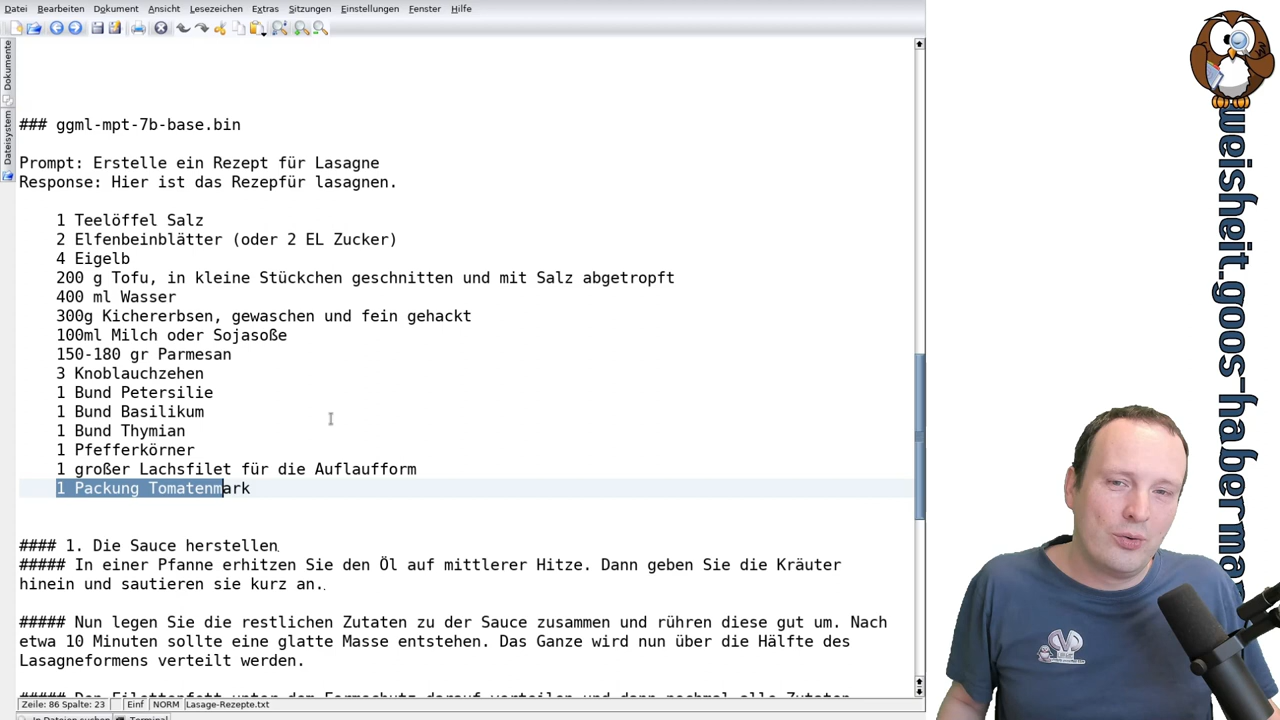 Datei Bearbeiten Dokument Ansicht Lesezeichen Extras Sitzungen Einstellungen Fenster Hilfe
Dokumente
Dateisystem
### ggml-mpt-7b-base.bin
Prompt: Erstelle ein Rezept für Lasagne
Response: Hier ist das Rezepfür lasagnen.
1 Teelöffel Salz
2 Elfenbeinblätter (oder 2 EL Zucker)
4 Eigelb
200 g Tofu, in kleine Stückchen geschnitten und mit Salz abgetropft
400 ml Wasser
300g Kichererbsen, gewaschen und fein gehackt
100ml Milch oder Sojasoße
150-180 gr Parmesan
3 Knoblauchzehen
1 Bund Petersilie
1 Bund Basilikum
1 Bund Thymian
1 Pfefferkörner
1 großer Lachsfilet für die Auflaufform
1 Packung Tomatenmark
#### 1. Die Sauce herstellen
##### In einer Pfanne erhitzen Sie den Öl auf mittlerer Hitze. Dann geben Sie die Kräuter
hinein und sautieren sie kurz an.
##### Nun legen Sie die restlichen Zutaten zu der Sauce zusammen und rühren diese gut um. Nach
etwa 10 Minuten sollte eine glatte Masse entstehen. Das Ganze wird nun über die Hälfte des
Lasagneformens verteilt werden.
Zeile: 86 Spalte: 23 Einf NORM Lasage-Rezepte.txt
In Dateien suchen Terminal
weisheit.goos-haberma